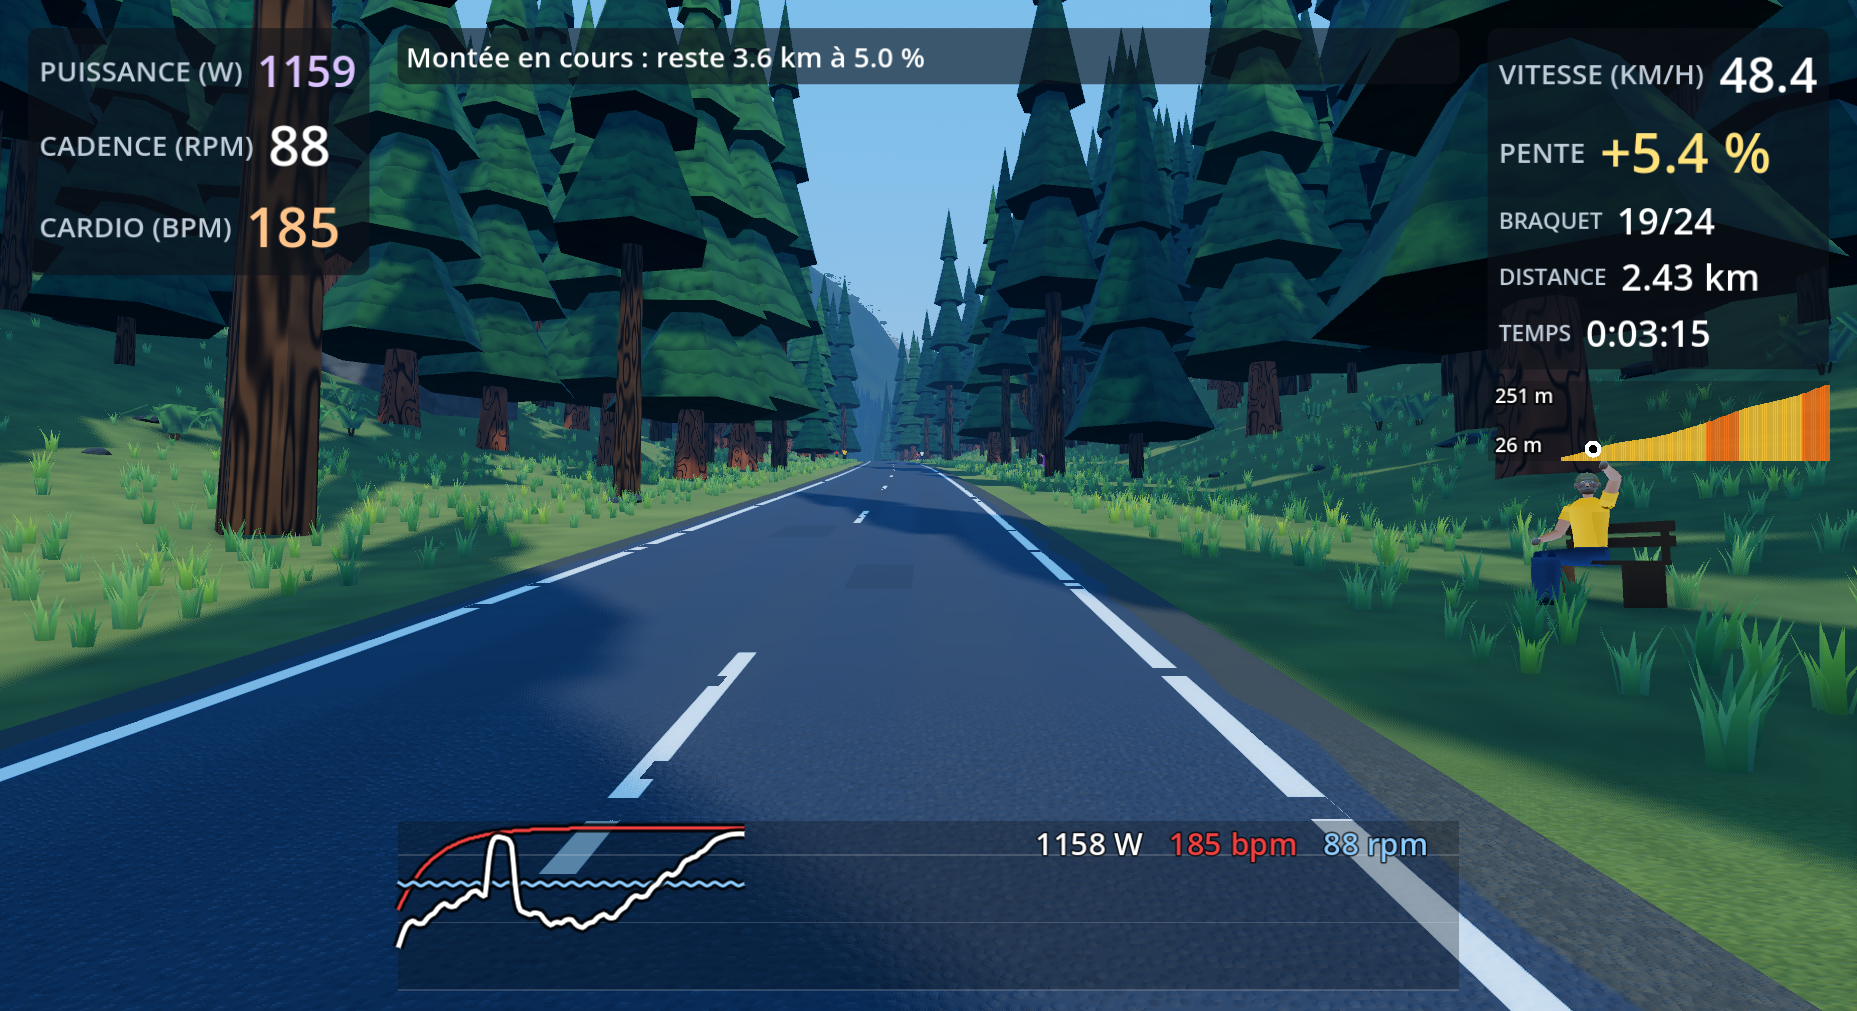 PUISSANCE (W) 1159
CADENCE (RPM) 88
CARDIO (BPM) 185
Montée en cours : reste 3.6 km à 5.0 %
VITESSE (KM/H) 48.4
PENTE +5.4 %
BRAQUET 19/24
DISTANCE 2.43 km
TEMPS 0:03:15
251 m
26 m
1158 W 185 bpm 88 rpm